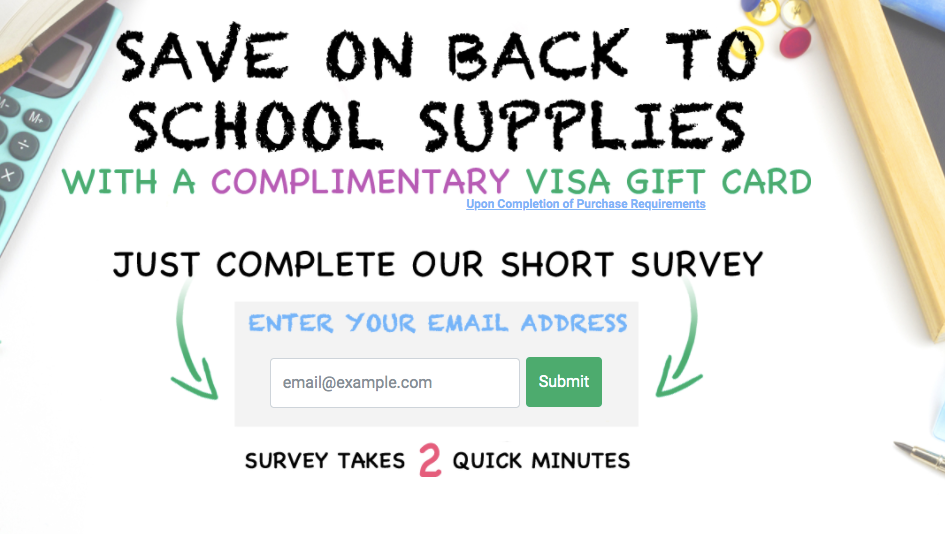 SAVE ON BACK TO
SCHOOL SUPPLIES
WITH A COMPLIMENTARY VISA GIFT CARD
Upon Completion of Purchase Requirements
JUST COMPLETE OUR SHORT SURVEY
ENTER YOUR EMAIL ADDRESS
email@example.com
Submit
SURVEY TAKES 2 QUICK MINUTES
M-
M+
÷
×